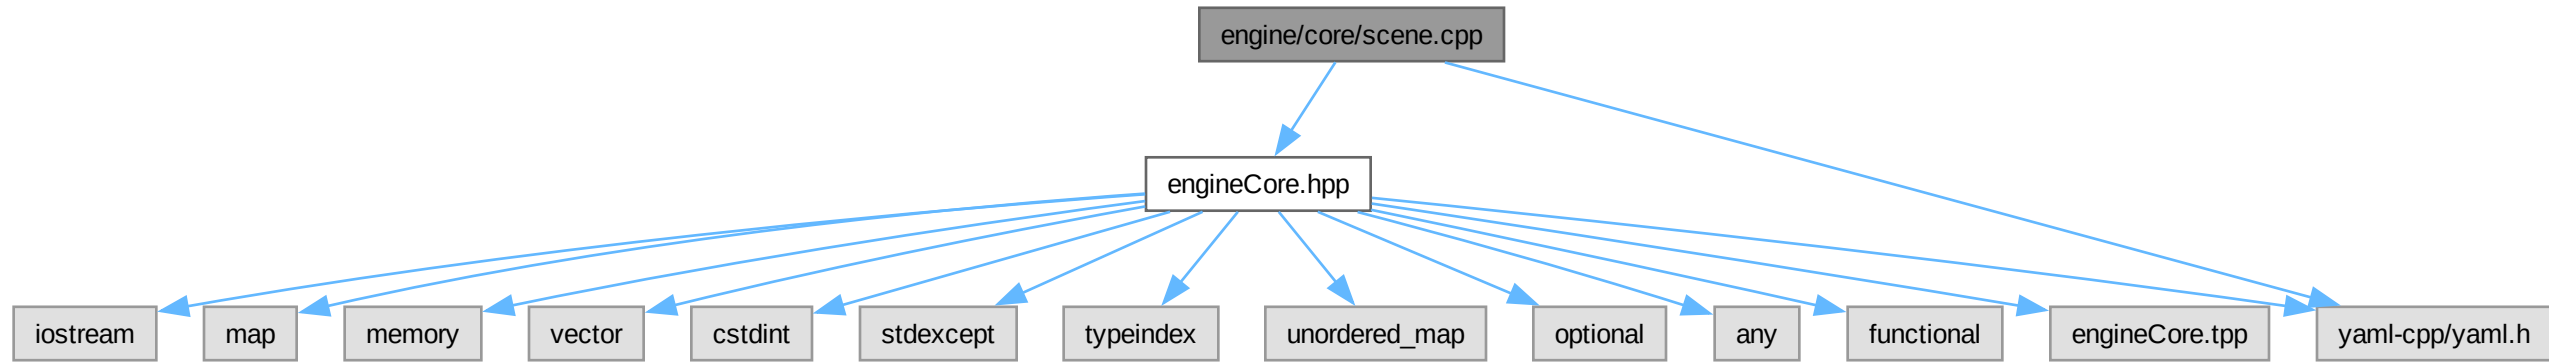 engine/core/scene.cpp
engineCore.hpp
iostream
map
memory
vector
cstdint
stdexcept
typeindex
unordered_map
optional
any
functional
engineCore.tpp
yaml-cpp/yaml.h